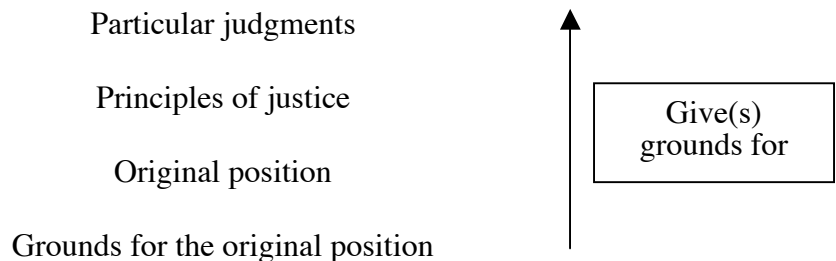 Particular judgments
Principles of justice
Give(s)
grounds for
Original position
Grounds for the original position